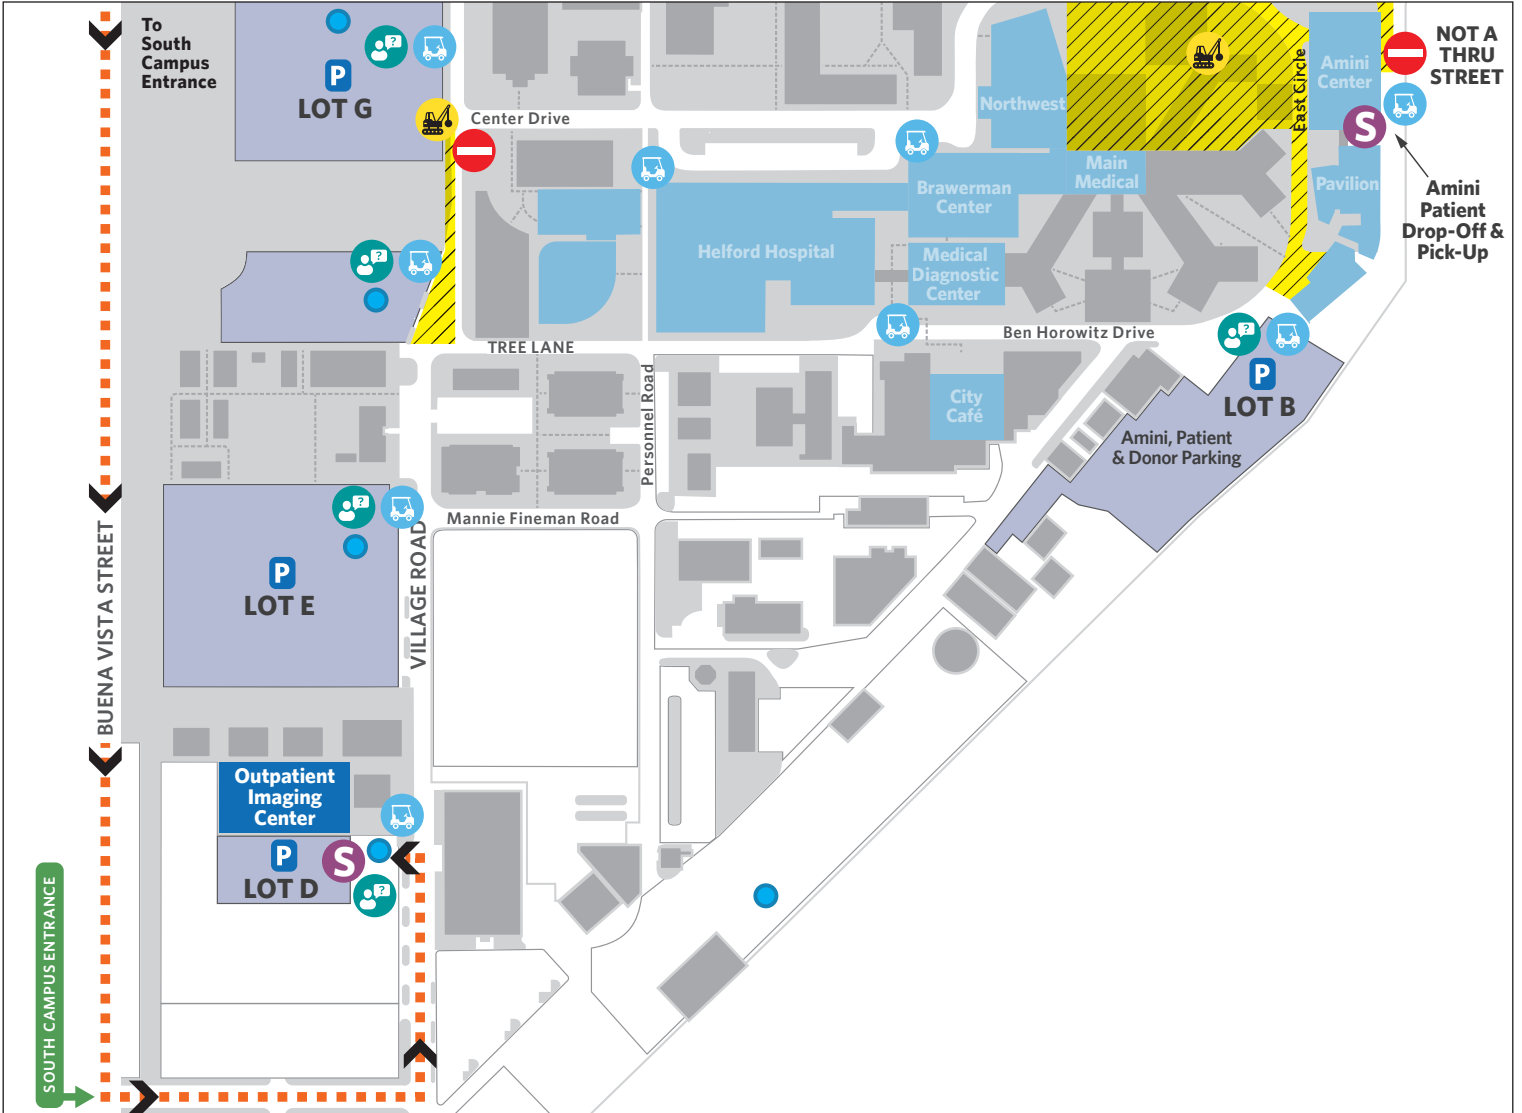 To
South
Campus
Entrance
P
LOT G
?
Center Drive
Northwest
East Circle
Amini
Center
NOT A
THRU
STREET
S
Main
Medical
Pavilion
Amini
Patient
Drop-Off &
Pick-Up
Brawerman
Center
Helford Hospital
Medical
Diagnostic
Center
?
Ben Horowitz Drive
TREE LANE
Personnel Road
City
Café
?
P
LOT B
Amini, Patient
& Donor Parking
?
Mannie Fineman Road
P
LOT E
VILLAGE ROAD
BUENA VISTA STREET
Outpatient
Imaging
Center
P
S
LOT D
?
SOUTH CAMPUS ENTRANCE